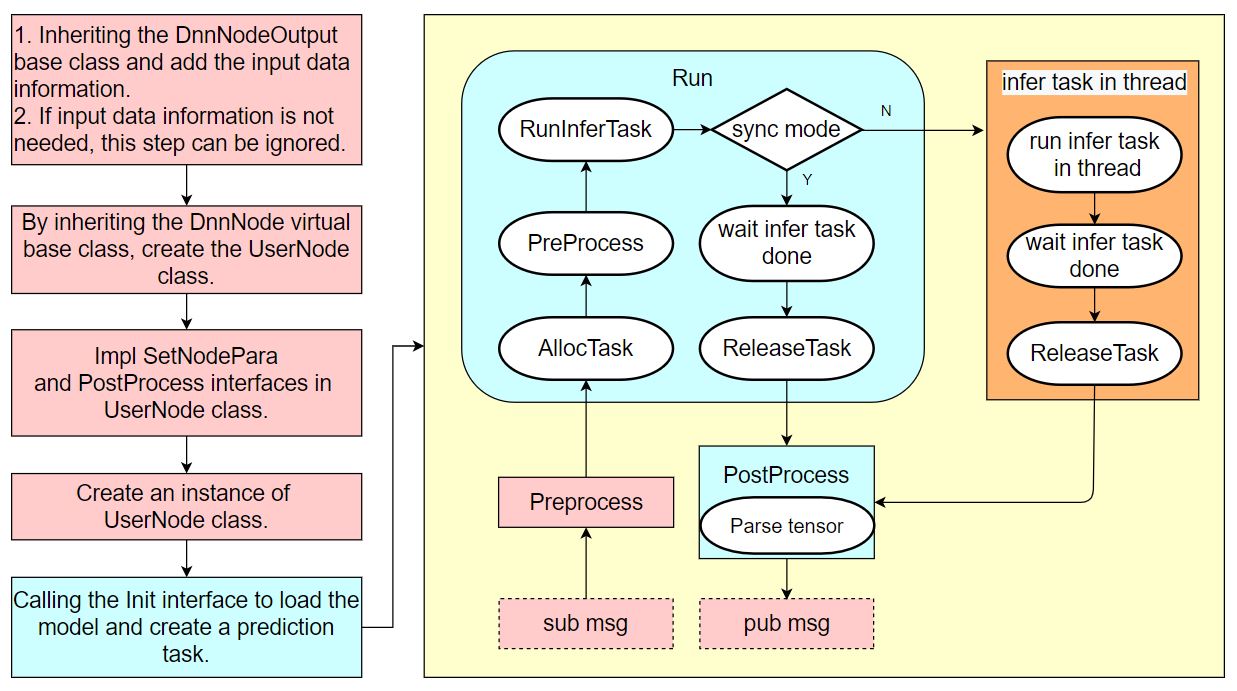 1. Inheriting the DnnNodeOutput
base class and add the input data
information.
2. If input data information is not
needed, this step can be ignored.
By inheriting the DnnNode virtual
base class, create the UserNode
class.
Impl SetNodePara
and PostProcess interfaces in
UserNode class.
Create an instance of
UserNode class.
Calling the Init interface to load the
model and create a prediction
task.
Run
RunInferTask
sync mode
N
Y
PreProcess
wait infer task
done
AllocTask
ReleaseTask
infer task in thread
run infer task
in thread
wait infer task
done
ReleaseTask
Preprocess
PostProcess
Parse tensor
sub msg
pub msg